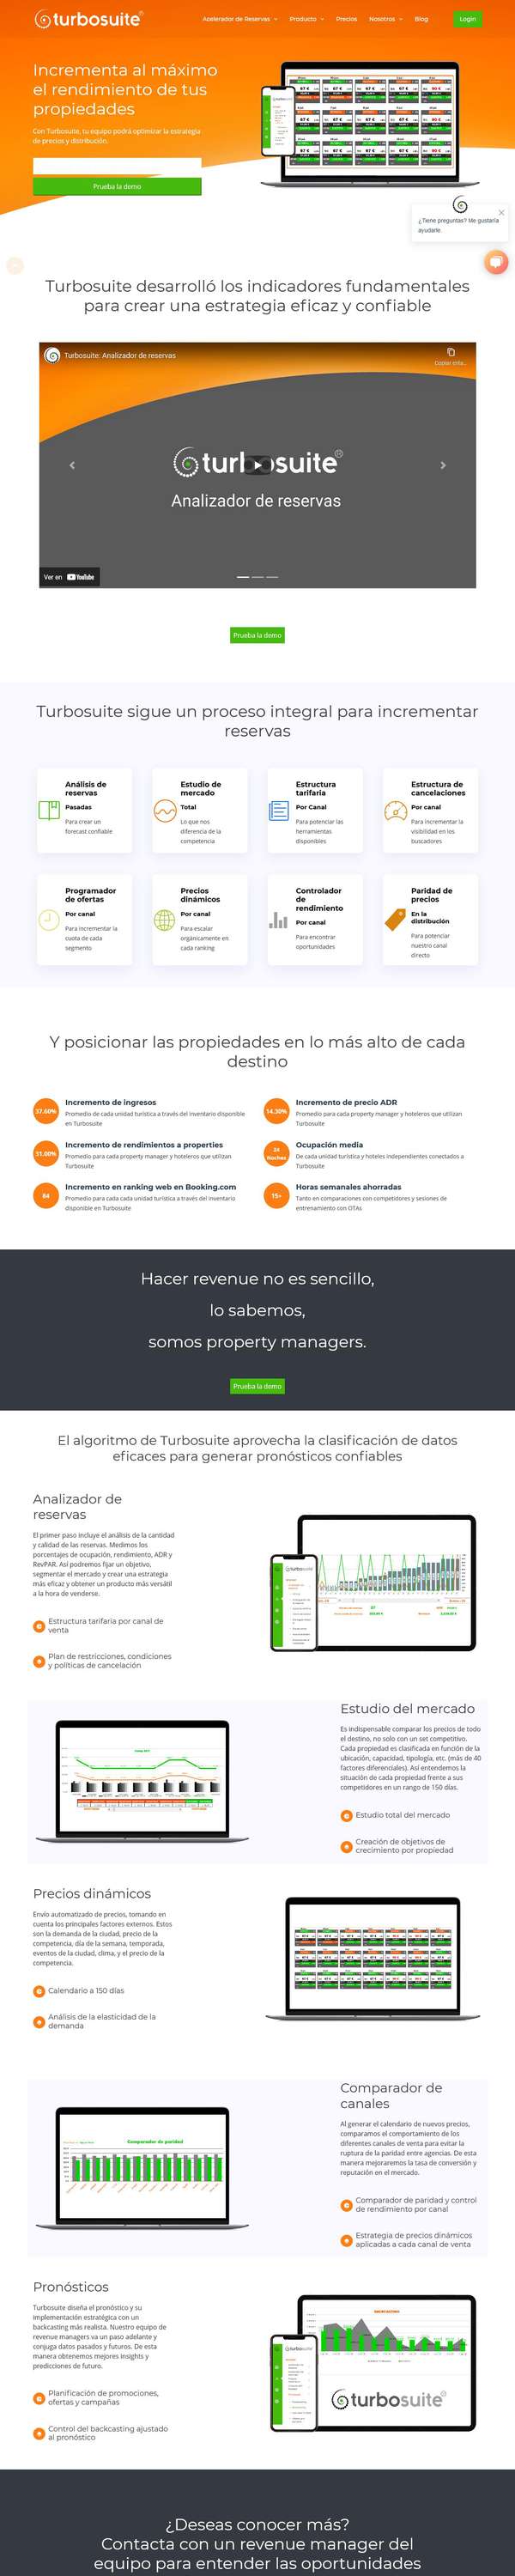 turbosuite®
Acelerador de Reservas
Producto
Precios
Nosotros
Blog
Login
Incrementa al máximo
el rendimiento de tus
propiedades
Con Turbosuite, tu equipo podrá optimizar la estrategia
de precios y distribución.
Prueba la demo
¿Tiene preguntas? Me gustaría
ayudarle.
Turbosuite desarrolló los indicadores fundamentales
para crear una estrategia eficaz y confiable
Turbosuite: Analizador de reservas
turbosuite®
Analizador de reservas
Ver en YouTube
Prueba la demo
Turbosuite sigue un proceso integral para incrementar
reservas
Análisis de
reservas
Pasadas
Para crear un
forecast confiable
Estudio de
mercado
Total
Lo que nos
diferencia de la
competencia
Estructura
tarifaria
Por Canal
Para potenciar las
herramientas
disponibles
Estructura de
cancelaciones
Por canal
Para incrementar la
visibilidad en los
buscadores
Programador
de ofertas
Por canal
Para incrementar la
cuota de cada
segmento
Precios
dinámicos
Por canal
Para escalar
orgánicamente en
cada ranking
Controlador
de
rendimiento
Por canal
Para encontrar
oportunidades
Paridad de
precios
En la
distribución
Para potenciar
nuestro canal
directo
Y posicionar las propiedades en lo más alto de cada
destino
37.60%
Incremento de ingresos
Promedio de cada unidad turística a través del inventario disponible
en Turbosuite
14.30%
Incremento de precio ADR
Promedio para cada property manager y hoteleros que utilizan
Turbosuite
31.00%
Incremento de rendimientos a properties
Promedio para cada property manager y hoteleros que utilizan
Turbosuite
24
Noches
Ocupación media
De cada unidad turística y hoteles independientes conectados a
Turbosuite
84
Incremento en ranking web en Booking.com
Promedio para cada cada unidad turística a través del inventario
disponible en Turbosuite
15+
Horas semanales ahorradas
Tanto en comparaciones con competidores y sesiones de
entrenamiento con OTAs
Hacer revenue no es sencillo,
lo sabemos,
somos property managers.
Prueba la demo
El algoritmo de Turbosuite aprovecha la clasificación de datos
eficaces para generar pronósticos confiables
Analizador de
reservas
El primer paso incluye el análisis de la cantidad
y calidad de las reservas. Medimos los
porcentajes de ocupación, rendimiento, ADR y
RevPAR. Así podremos fijar un objetivo,
segmentar el mercado y crear una estrategia
más eficaz y obtener un producto más versátil
a la hora de venderse.
Estructura tarifaria por canal de
venta
Plan de restricciones, condiciones
y políticas de cancelación
turbosuite
Estudio del mercado
Es indispensable comparar los precios de todo
el destino, no solo con un set competitivo.
Cada propiedad es clasificada en función de la
ubicación, capacidad, tipología, etc. (más de 40
factores diferenciales). Así entendemos la
situación de cada propiedad frente a sus
competidores en un rango de 150 días.
Estudio total del mercado
Creación de objetivos de
crecimiento por propiedad
Precios dinámicos
Envío automatizado de precios, tomando en
cuenta los principales factores externos. Estos
son la demanda de la ciudad, precio de la
competencia, día de la semana, temporada,
eventos de la ciudad, clima, y el precio de la
competencia.
Calendario a 150 días
Análisis de la elasticidad de la
demanda
Comparador de paridad
Comparador de
canales
Al generar el calendario de nuevos precios,
comparamos el comportamiento de los
diferentes canales de venta para evitar la
ruptura de la paridad entre agencias. De esta
manera mejoraremos la tasa de conversión y
reputación en el mercado.
Comparador de paridad y control
de rendimiento por canal
Estrategia de precios dinámicos
aplicadas a cada canal de venta
Pronósticos
Turbosuite diseña el pronóstico y su
implementación estratégica con un
backcasting más realista. Nuestro equipo de
revenue managers va un paso adelante y
conjuga datos pasados y futuros. De esta
manera obtenemos mejores insights y
predicciones de futuro.
Planificación de promociones,
ofertas y campañas
Control del backcasting ajustado
al pronóstico
BACKCASTING
turbosuite
turbosuite®
¿Deseas conocer más?
Contacta con un revenue manager del
equipo para entender las oportunidades